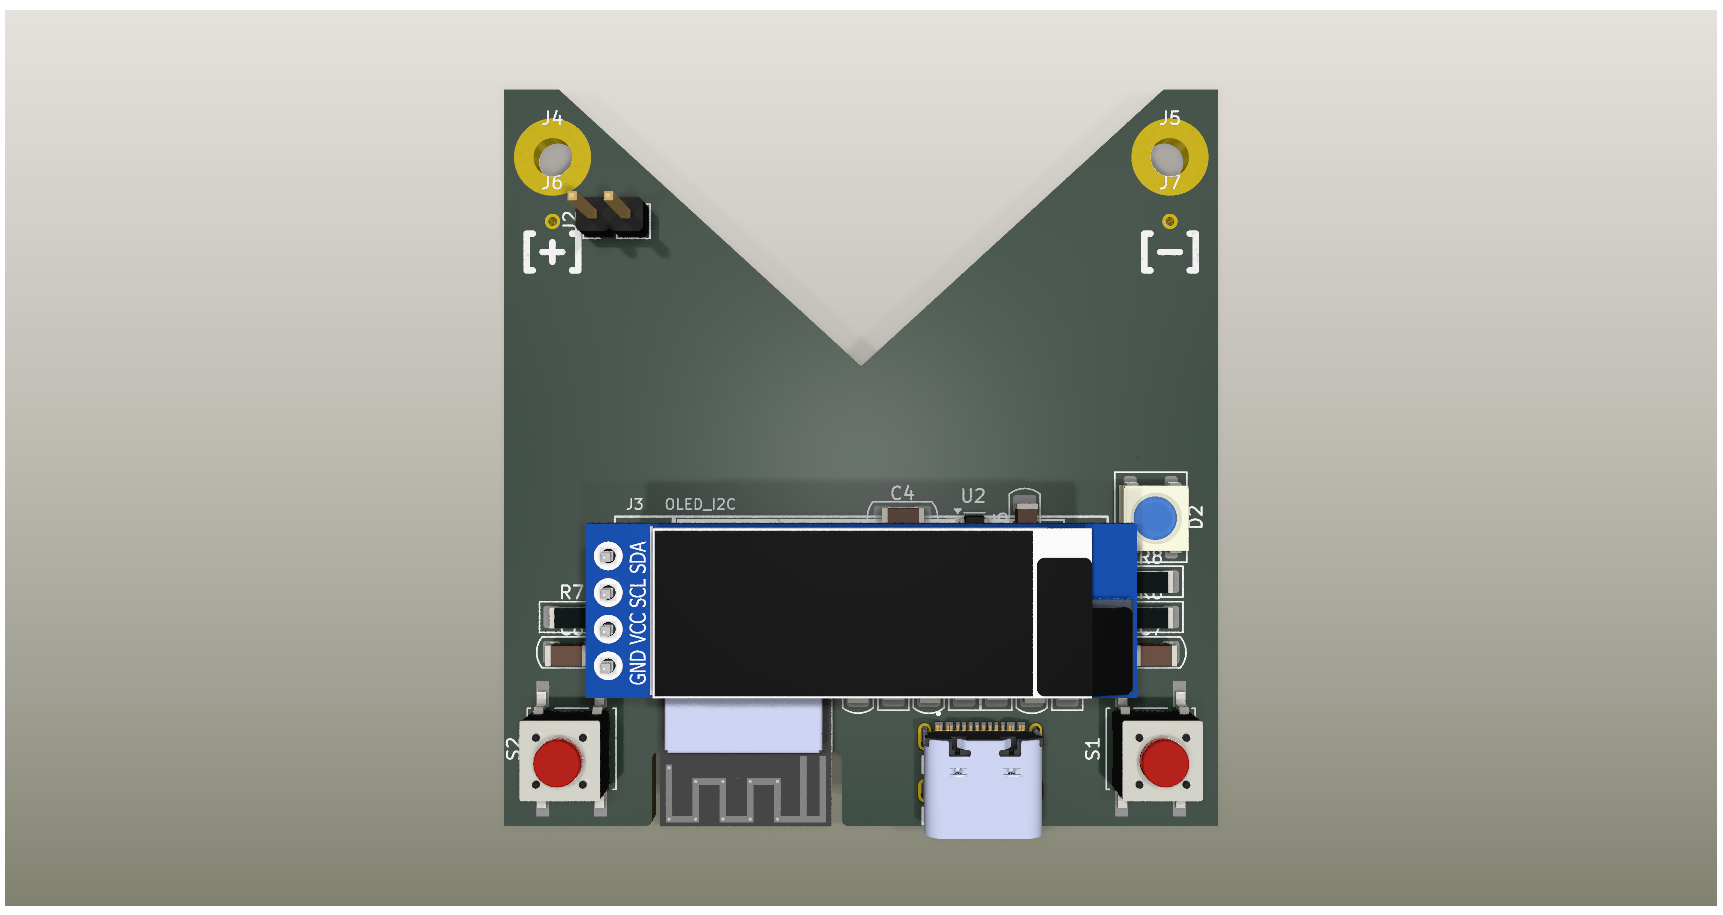 J4
J5
J6
J7
J2
[+]
[-]
J3
OLED_I2C
C4
U2
D2
R8
SDA
SCL
VCC
GND
R7
S2
S1